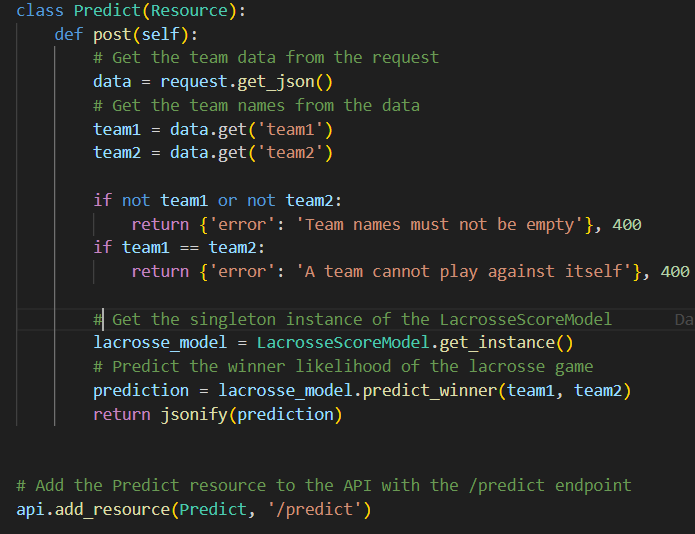 class Predict(Resource):
    def post(self):
        # Get the team data from the request
        data = request.get_json()
        # Get the team names from the data
        team1 = data.get('team1')
        team2 = data.get('team2')

        if not team1 or not team2:
            return {'error': 'Team names must not be empty'}, 400
        if team1 == team2:
            return {'error': 'A team cannot play against itself'}, 400

        # Get the singleton instance of the LacrosseScoreModel Da
        lacrosse_model = LacrosseScoreModel.get_instance()
        # Predict the winner likelihood of the lacrosse game
        prediction = lacrosse_model.predict_winner(team1, team2)
        return jsonify(prediction)


# Add the Predict resource to the API with the /predict endpoint
api.add_resource(Predict, '/predict')